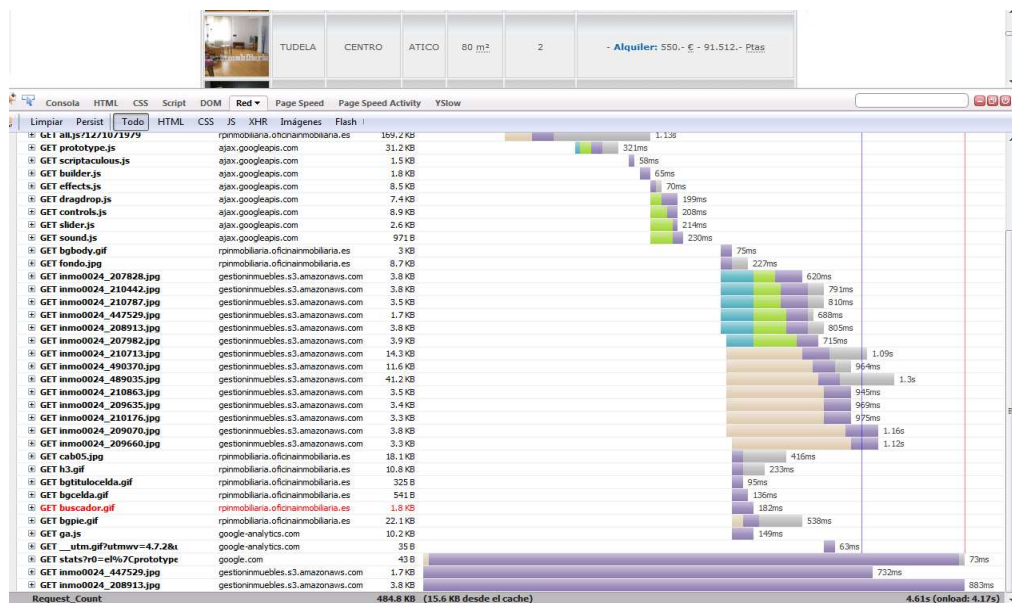 TUDELA CENTRO ATICO 80 m² 2 - Alquiler: 550.- € - 91.512.- Ptas
Consola HTML CSS Script DOM Red Page Speed Page Speed Activity YSlow
Limpiar Persist Todo HTML CSS JS XHR Imágenes Flash
GET all.js?1271071979 rpinmobiliaria.oficinainmobiliaria.es 169.2 KB 1.13s
GET prototype.js ajax.googleapis.com 31.2 KB 321ms
GET scriptaculous.js ajax.googleapis.com 1.5 KB 58ms
GET builder.js ajax.googleapis.com 1.8 KB 65ms
GET effects.js ajax.googleapis.com 8.5 KB 70ms
GET dragdrop.js ajax.googleapis.com 7.4 KB 199ms
GET controls.js ajax.googleapis.com 8.9 KB 208ms
GET slider.js ajax.googleapis.com 2.6 KB 214ms
GET sound.js ajax.googleapis.com 971 B 230ms
GET bgbody.gif rpinmobiliaria.oficinainmobiliaria.es 3 KB 75ms
GET fondo.jpg rpinmobiliaria.oficinainmobiliaria.es 8.7 KB 227ms
GET inmo0024_207828.jpg gestioninmuebles.s3.amazonaws.com 3.8 KB 620ms
GET inmo0024_210442.jpg gestioninmuebles.s3.amazonaws.com 3.8 KB 791ms
GET inmo0024_210787.jpg gestioninmuebles.s3.amazonaws.com 3.5 KB 810ms
GET inmo0024_447529.jpg gestioninmuebles.s3.amazonaws.com 1.7 KB 688ms
GET inmo0024_208913.jpg gestioninmuebles.s3.amazonaws.com 3.8 KB 805ms
GET inmo0024_207982.jpg gestioninmuebles.s3.amazonaws.com 3.9 KB 715ms
GET inmo0024_210713.jpg gestioninmuebles.s3.amazonaws.com 14.3 KB 1.09s
GET inmo0024_490370.jpg gestioninmuebles.s3.amazonaws.com 11.6 KB 964ms
GET inmo0024_489035.jpg gestioninmuebles.s3.amazonaws.com 41.2 KB 1.3s
GET inmo0024_210863.jpg gestioninmuebles.s3.amazonaws.com 3.5 KB 945ms
GET inmo0024_209635.jpg gestioninmuebles.s3.amazonaws.com 3.4 KB 969ms
GET inmo0024_210176.jpg gestioninmuebles.s3.amazonaws.com 3.3 KB 975ms
GET inmo0024_209070.jpg gestioninmuebles.s3.amazonaws.com 3.8 KB 1.16s
GET inmo0024_209660.jpg gestioninmuebles.s3.amazonaws.com 3.3 KB 1.12s
GET cab05.jpg rpinmobiliaria.oficinainmobiliaria.es 18.1 KB 416ms
GET h3.gif rpinmobiliaria.oficinainmobiliaria.es 10.8 KB 233ms
GET bgtitulocelda.gif rpinmobiliaria.oficinainmobiliaria.es 325 B 95ms
GET bgcelda.gif rpinmobiliaria.oficinainmobiliaria.es 541 B 136ms
GET buscador.gif rpinmobiliaria.oficinainmobiliaria.es 1.8 KB 182ms
GET bgpie.gif rpinmobiliaria.oficinainmobiliaria.es 22.1 KB 538ms
GET ga.js google-analytics.com 10.2 KB 149ms
GET __utm.gif?utmwv=4.7.2& google-analytics.com 35 B 63ms
GET stats?r0=el%7Cprototype google.com 43 B 73ms
GET inmo0024_447529.jpg gestioninmuebles.s3.amazonaws.com 1.7 KB 732ms
GET inmo0024_208913.jpg gestioninmuebles.s3.amazonaws.com 3.8 KB 883ms
Request_Count 484.8 KB (15.6 KB desde el cache) 4.61s (onload: 4.17s)